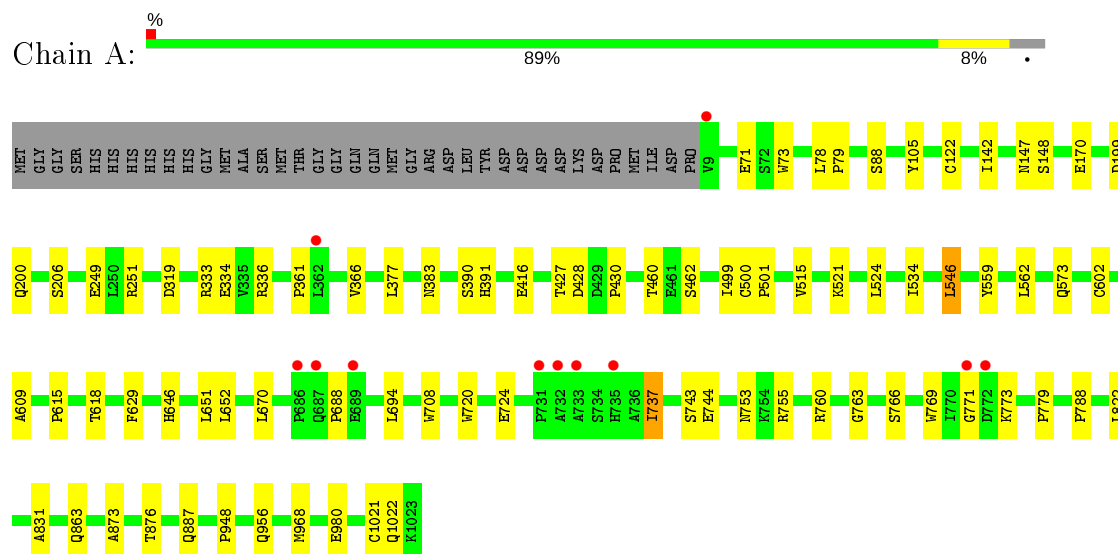 %
Chain A:
89% 8% •
MET GLY GLY SER HIS HIS HIS HIS HIS HIS GLY MET ALA SER MET THR GLY GLY GLN GLN MET GLY ARG ASP LEU TYR ASP ASP ASP ASP LYS ASP PRO MET ILE ASP PRO V9 E71 S72 W73 L78 P79 S88 Y105 C122 I142 N147 S148 E170 D199
Q200 S206 E249 L250 R251 D319 R333 E334 V335 R336 P361 L362 V366 L377 N383 S390 H391 E416 T427 D428 D429 P430 T460 E461 S462 I499 C500 P501 V515 K521 L524 I534 L546 Y559 L562 Q573 C602
A609 P615 T618 F629 H646 L651 L652 L670 P686 Q687 P688 E689 L694 W708 W720 E724 P731 A732 A733 S734 H735 A736 I737 S743 E744 N753 K754 R755 R760 G763 S766 W769 I770 G771 D772 K773 P779 P788
A831 Q863 A873 T876 Q887 P948 Q956 M968 E980 C1021 Q1022 K1023